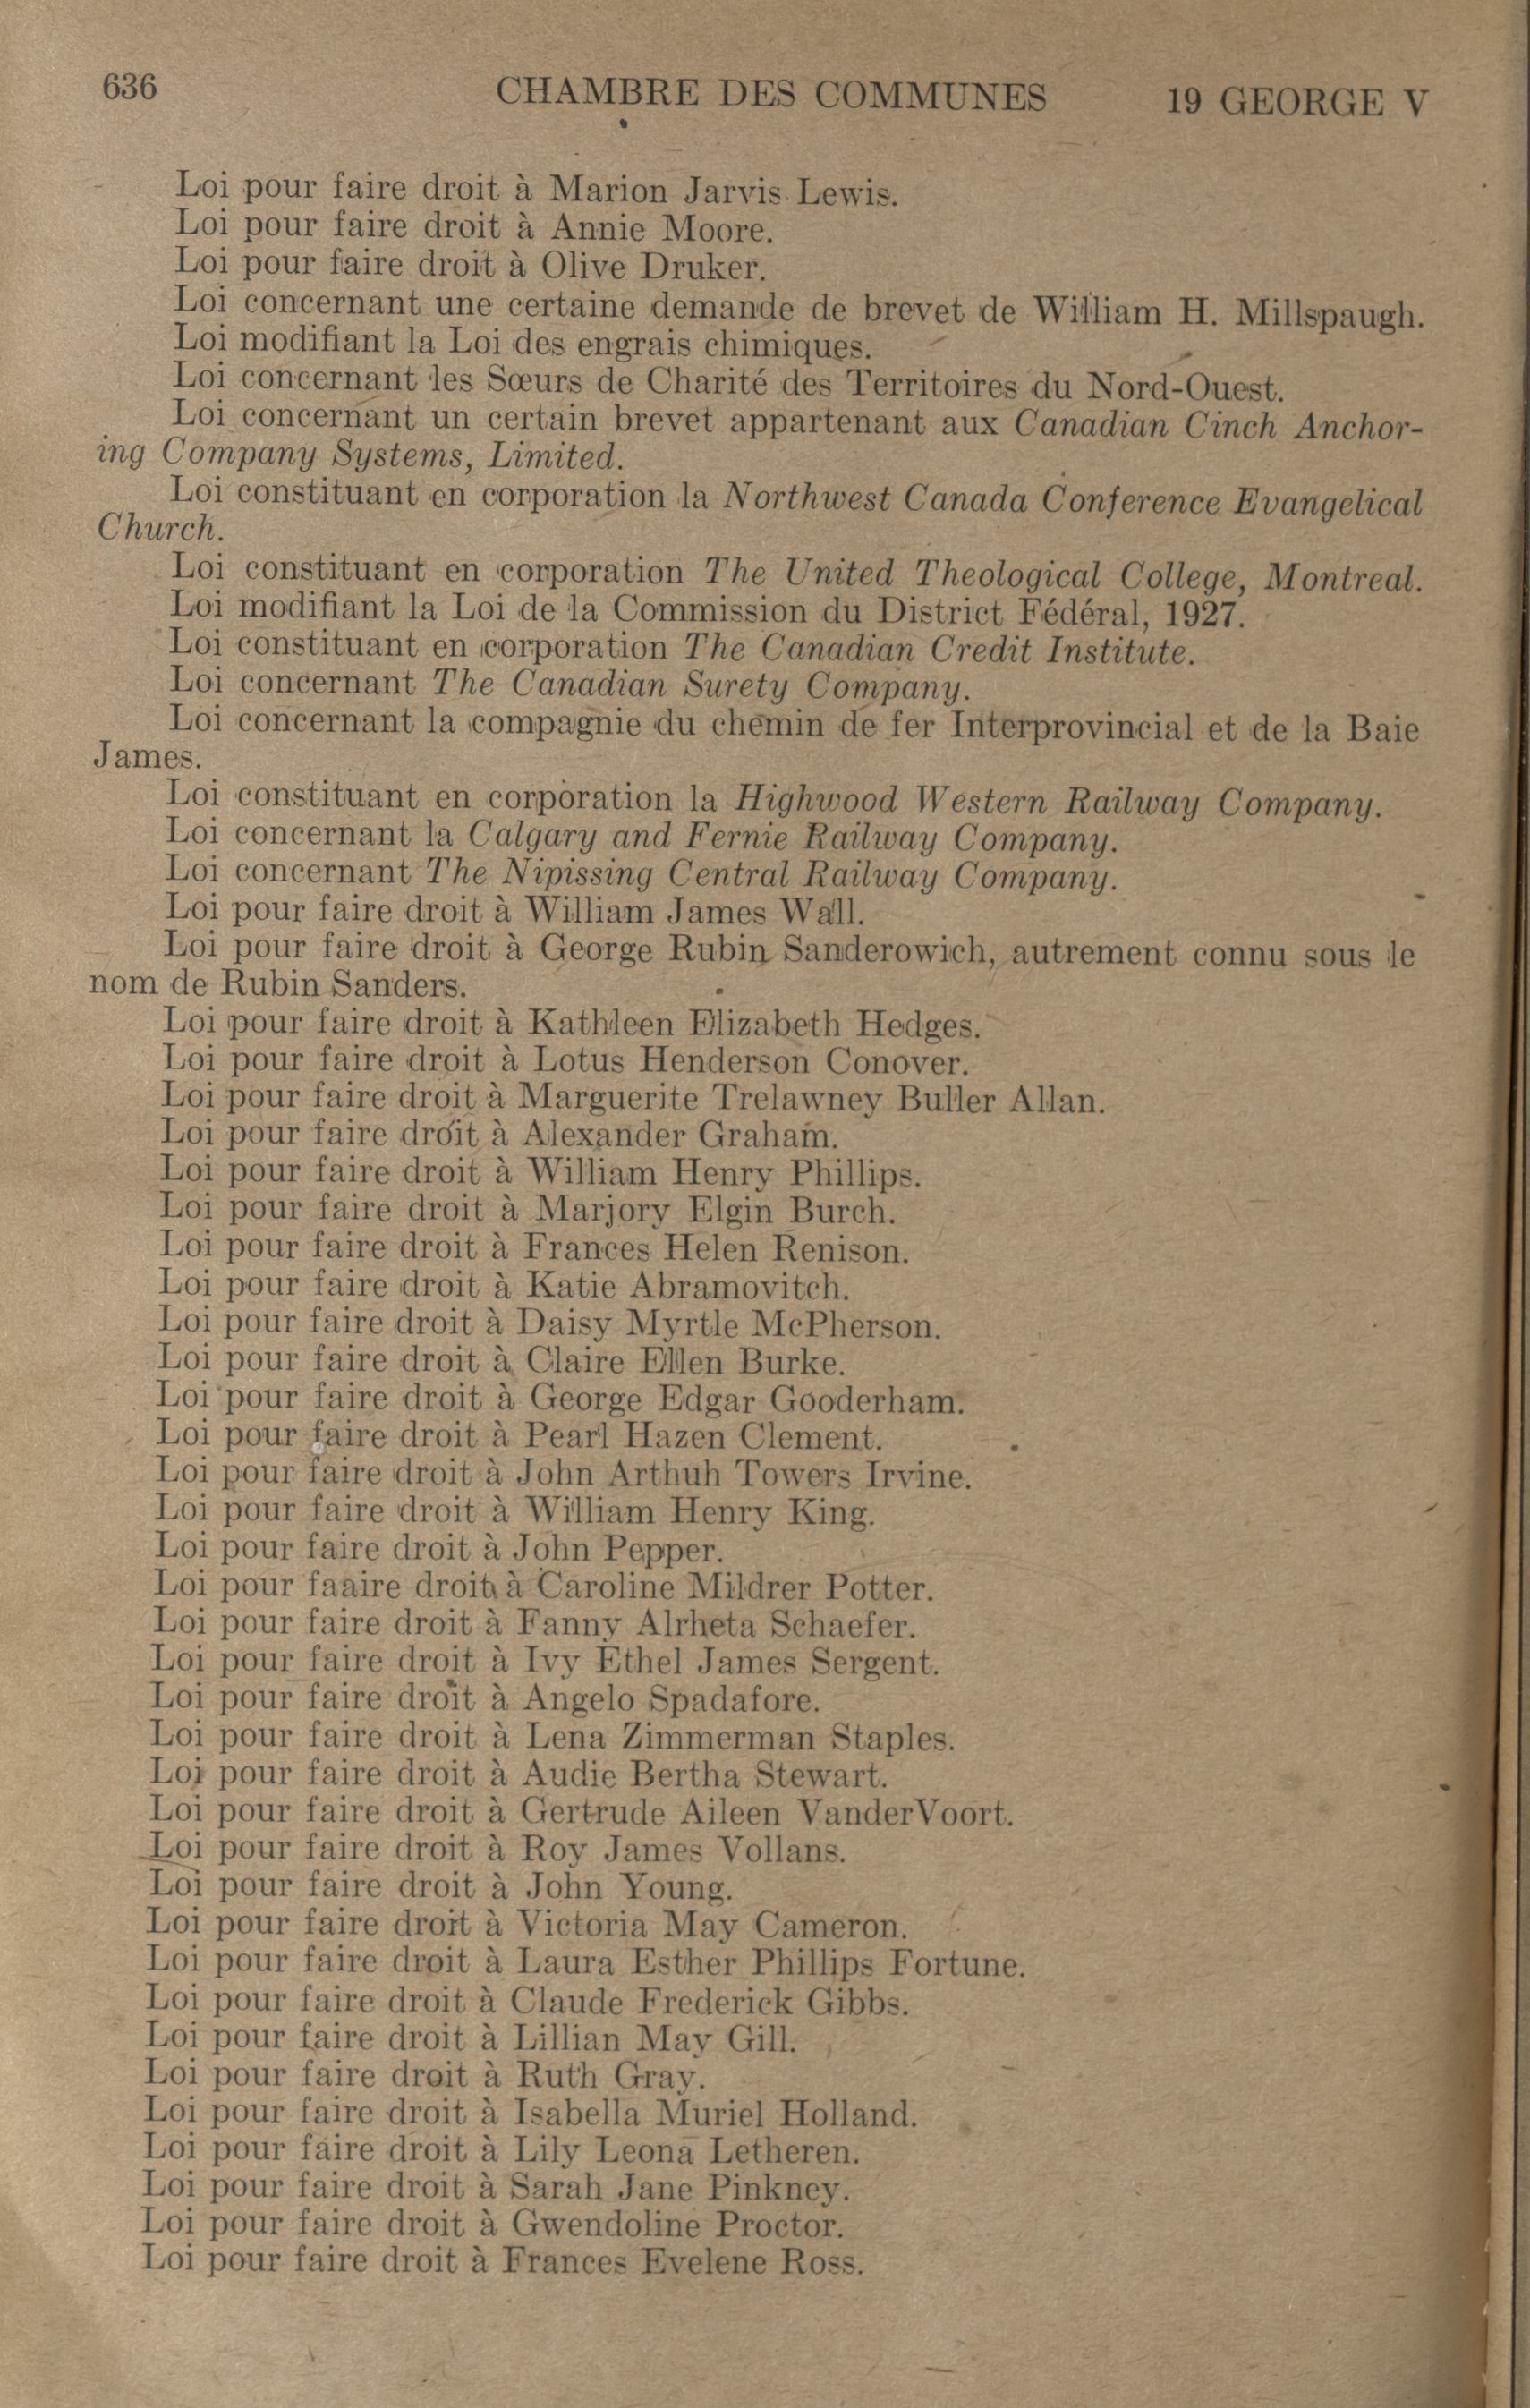 636 CHAMBRE DES COMMUNES 19 GEORGE V
Loi pour faire droit à Marion Jarvis Lewis.
Loi pour faire droit à Annie Moore.
Loi pour faire droit à Olive Druker.
Loi concernant une certaine demande de brevet de William H. Millspaugh.
Loi modifiant la Loi des engrais chimiques.
Loi concernant les Sœurs de Charité des Territoires du Nord-Ouest.
Loi concernant un certain brevet appartenant aux Canadian Cinch Anchor-
ing Company Systems, Limited.
Loi constituant en corporation la Northwest Canada Conference Evangelical
Church.
Loi constituant en corporation The United Theological College, Montreal.
Loi modifiant la Loi de la Commission du District Fédéral, 1927.
Loi constituant en corporation The Canadian Credit Institute.
Loi concernant The Canadian Surety Company.
Loi concernant la compagnie du chemin de fer Interprovincial et de la Baie
James.
Loi constituant en corporation la Highwood Western Railway Company.
Loi concernant la Calgary and Fernie Railway Company.
Loi concernant The Nipissing Central Railway Company.
Loi pour faire droit à William James Wall.
Loi pour faire droit à George Rubin Sanderowich, autrement connu sous le
nom de Rubin Sanders.
Loi pour faire droit à Kathleen Elizabeth Hedges.
Loi pour faire droit à Lotus Henderson Conover.
Loi pour faire droit à Marguerite Trelawney Buller Allan.
Loi pour faire droit à Alexander Graham.
Loi pour faire droit à William Henry Phillips.
Loi pour faire droit à Marjory Elgin Burch.
Loi pour faire droit à Frances Helen Renison.
Loi pour faire droit à Katie Abramovitch.
Loi pour faire droit à Daisy Myrtle McPherson.
Loi pour faire droit à Claire Ellen Burke.
Loi pour faire droit à George Edgar Gooderham.
Loi pour faire droit à Pearl Hazen Clement.
Loi pour faire droit à John Arthuh Towers Irvine.
Loi pour faire droit à William Henry King.
Loi pour faire droit à John Pepper.
Loi pour faaire droit à Caroline Mildrer Potter.
Loi pour faire droit à Fanny Alrheta Schaefer.
Loi pour faire droit à Ivy Ethel James Sergent.
Loi pour faire droit à Angelo Spadafore.
Loi pour faire droit à Lena Zimmerman Staples.
Loi pour faire droit à Audie Bertha Stewart.
Loi pour faire droit à Gertrude Aileen VanderVoort.
Loi pour faire droit à Roy James Vollans.
Loi pour faire droit à John Young.
Loi pour faire droit à Victoria May Cameron.
Loi pour faire droit à Laura Esther Phillips Fortune.
Loi pour faire droit à Claude Frederick Gibbs.
Loi pour faire droit à Lillian May Gill.
Loi pour faire droit à Ruth Gray.
Loi pour faire droit à Isabella Muriel Holland.
Loi pour faire droit à Lily Leona Letheren.
Loi pour faire droit à Sarah Jane Pinkney.
Loi pour faire droit à Gwendoline Proctor.
Loi pour faire droit à Frances Evelene Ross.